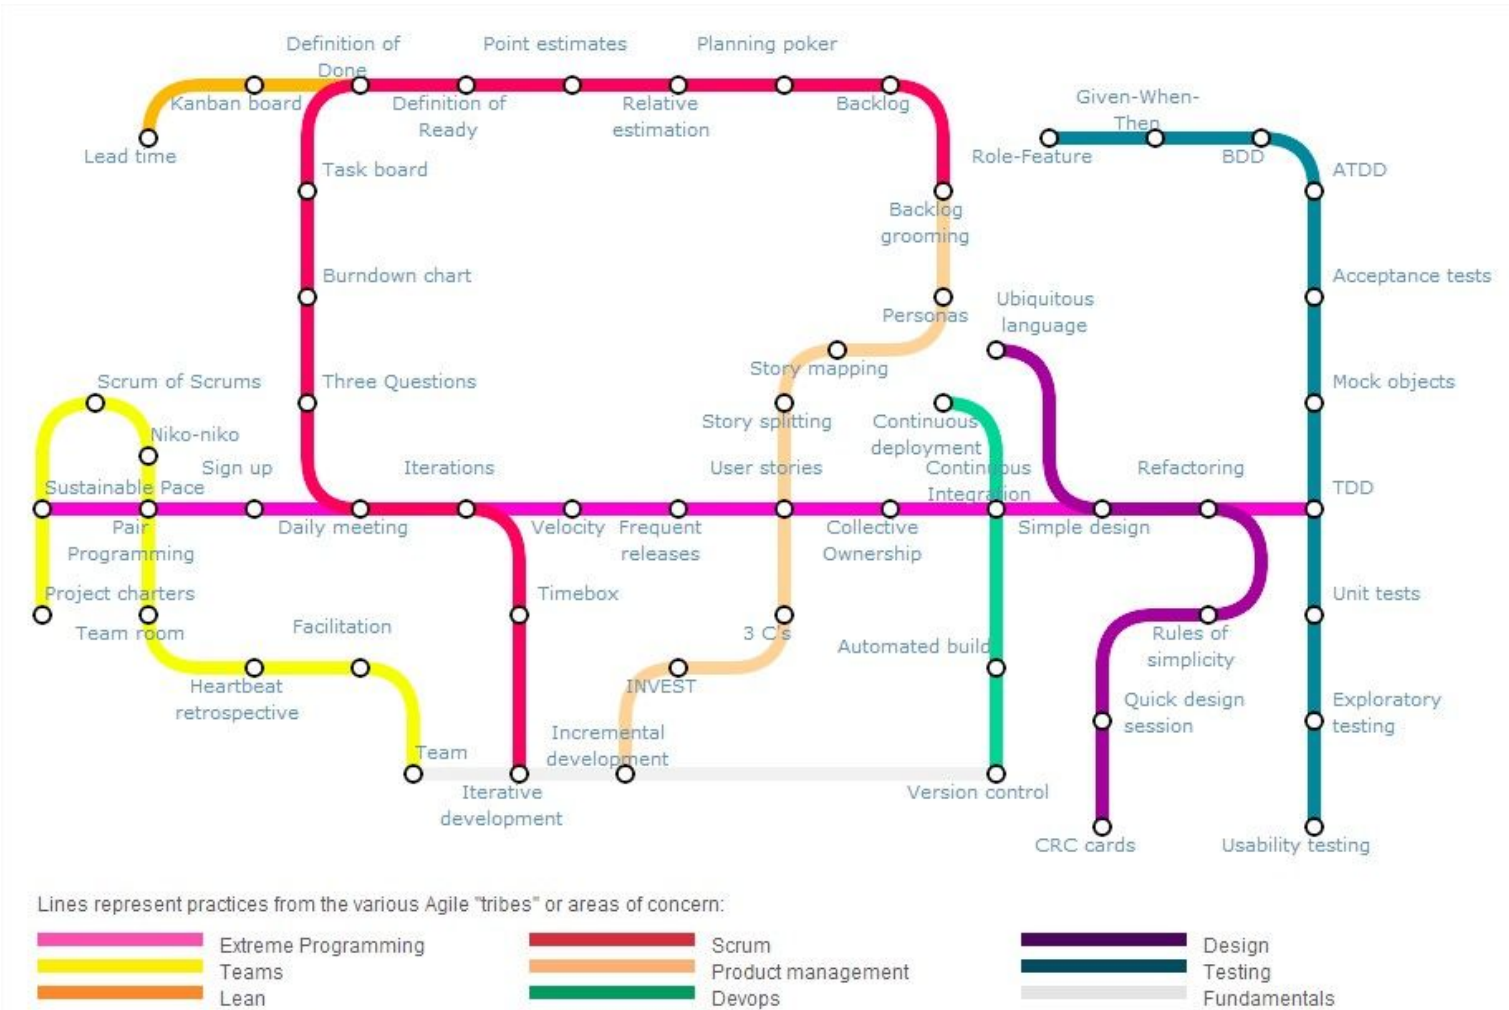 Definition of
Done
Point estimates
Planning poker
Kanban board
Definition of
Ready
Relative
estimation
Backlog
Given-When-
Then
Lead time
Role-Feature
BDD
Task board
ATDD
Backlog
grooming
Burndown chart
Acceptance tests
Personas
Ubiquitous
language
Story mapping
Scrum of Scrums
Three Questions
Mock objects
Story splitting
Continuous
deployment
Niko-niko
Sign up
Iterations
User stories
Continuous
Integration
Refactoring
Sustainable Pace
TDD
Pair
Programming
Daily meeting
Velocity
Frequent
releases
Collective
Ownership
Simple design
Project charters
Timebox
Unit tests
Team room
Facilitation
3 C's
Rules of
simplicity
Automated build
Heartbeat
retrospective
INVEST
Quick design
session
Exploratory
testing
Incremental
development
Team
Iterative
development
Version control
CRC cards
Usability testing
Lines represent practices from the various Agile "tribes" or areas of concern:
Extreme Programming
Scrum
Design
Teams
Product management
Testing
Lean
Devops
Fundamentals